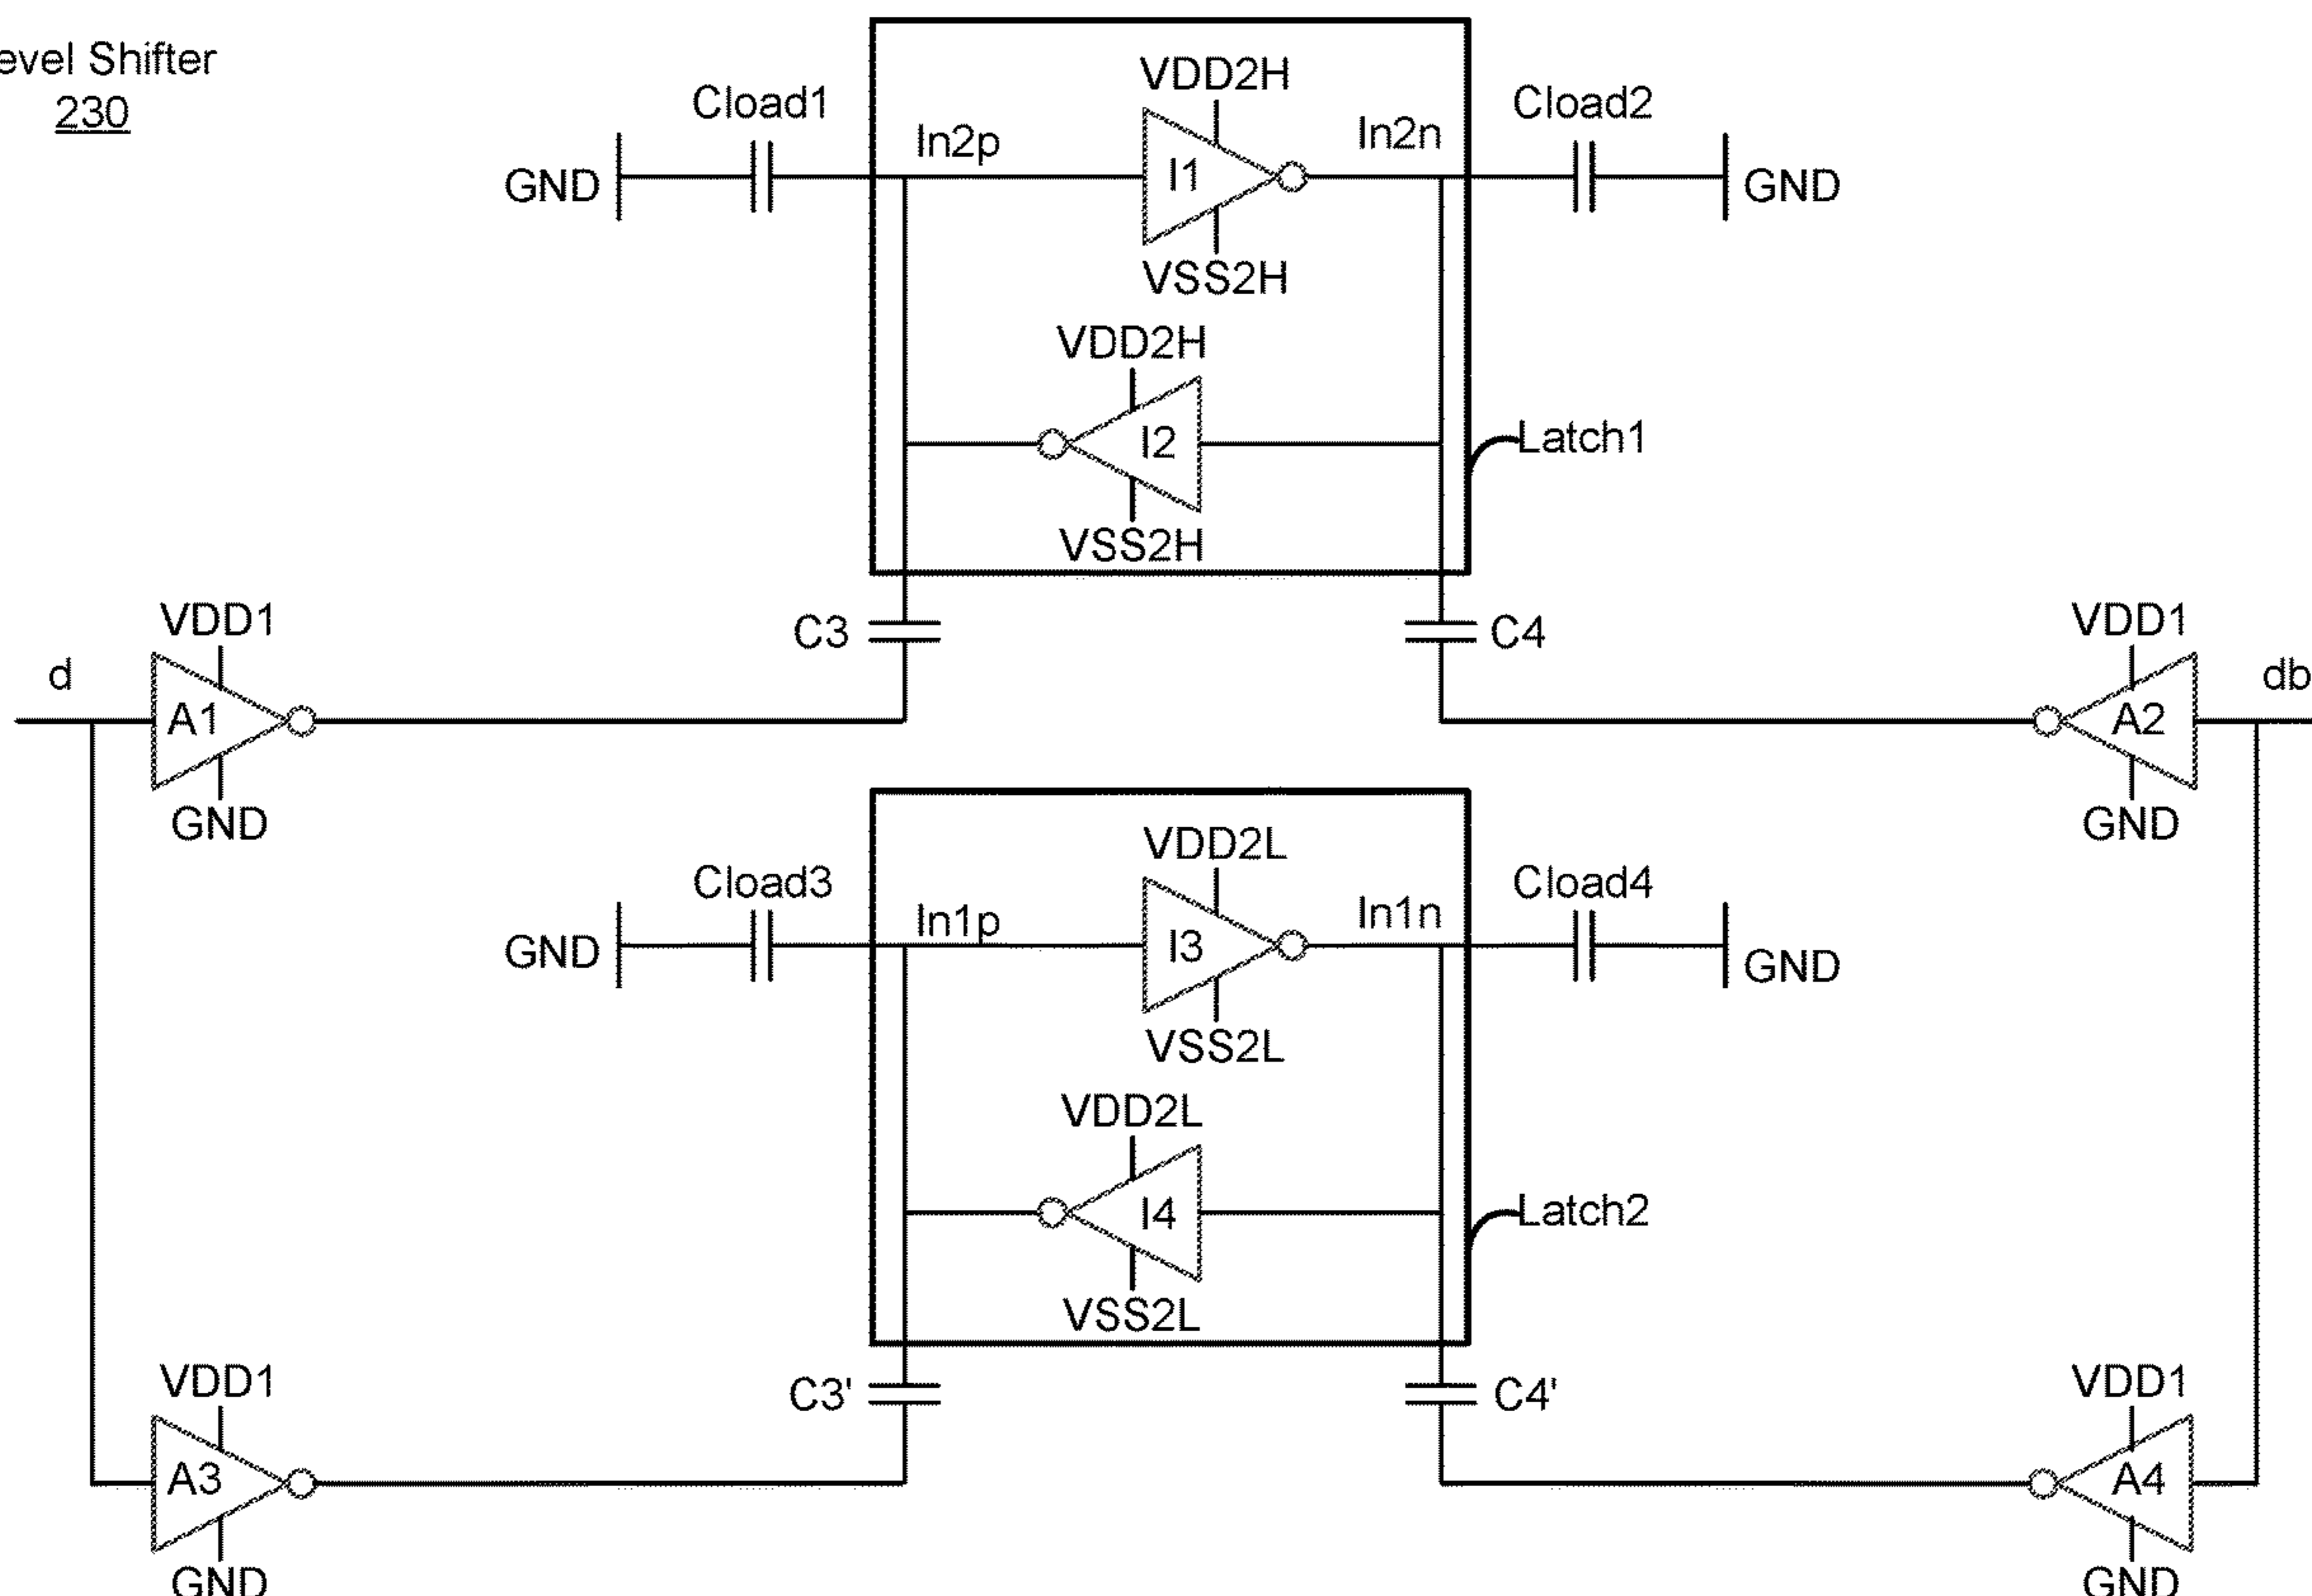 evel Shifter
230
VDD2H
Cload1
Cload2
In2p
In2n
I1
GND
GND
VSS2H
VDD2H
I2
Latch1
VSS2H
VDD1
C3
C4
VDD1
d
db
A1
A2
GND
GND
VDD2L
Cload3
Cload4
In1p
In1n
I3
GND
GND
VSS2L
VDD2L
I4
Latch2
VSS2L
VDD1
C3'
C4'
VDD1
A3
A4
GND
GND